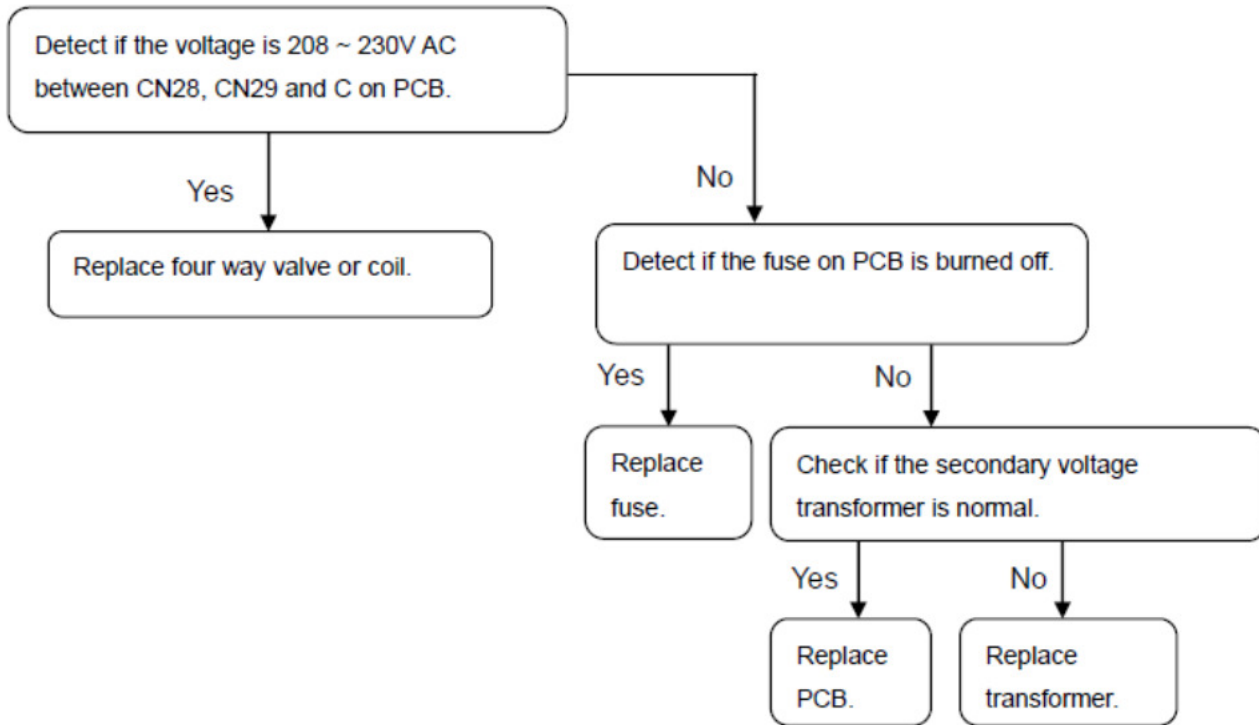 Detect if the voltage is 208 ~ 230V AC
between CN28, CN29 and C on PCB.
Yes
No
Replace four way valve or coil.
Detect if the fuse on PCB is burned off.
Yes
No
Replace
fuse.
Check if the secondary voltage
transformer is normal.
Yes
No
Replace
PCB.
Replace
transformer.